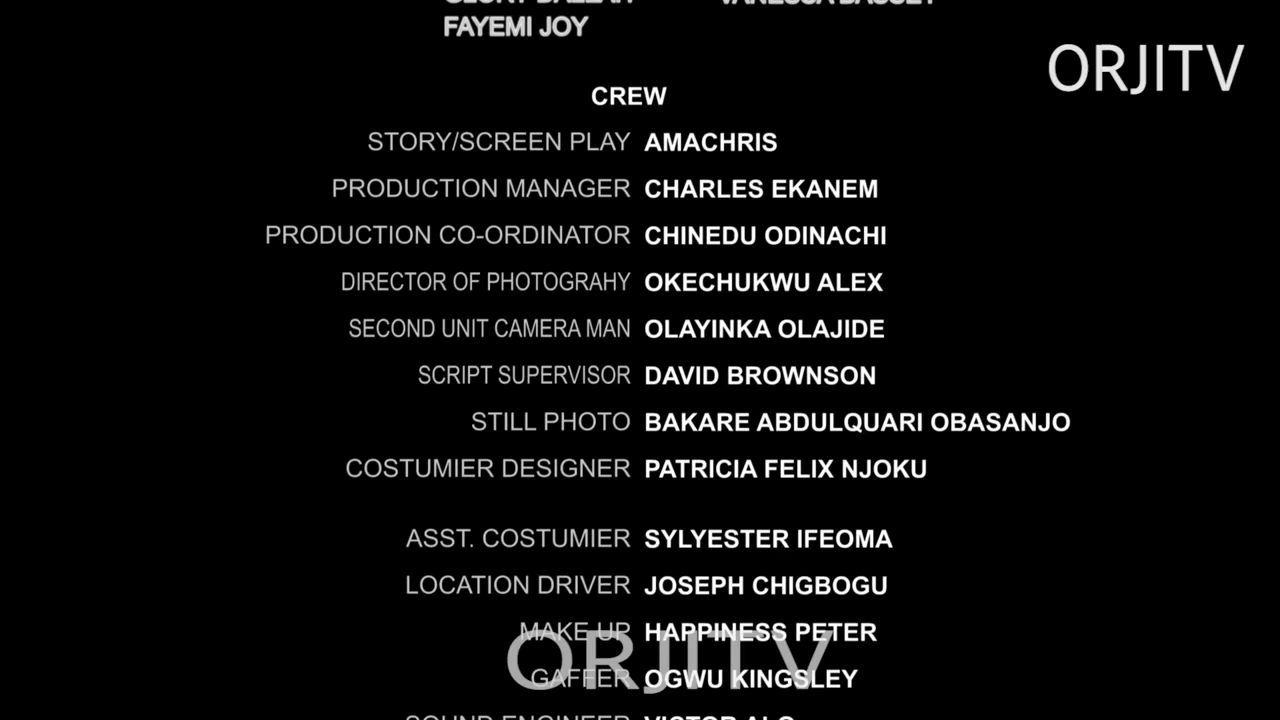 FAYEMI JOY
ORJITV
CREW
STORY/SCREEN PLAY AMACHRIS
PRODUCTION MANAGER CHARLES EKANEM
PRODUCTION CO-ORDINATOR CHINEDU ODINACHI
DIRECTOR OF PHOTOGRAHY OKECHUKWU ALEX
SECOND UNIT CAMERA MAN OLAYINKA OLAJIDE
SCRIPT SUPERVISOR DAVID BROWNSON
STILL PHOTO BAKARE ABDULQUARI OBASANJO
COSTUMIER DESIGNER PATRICIA FELIX NJOKU
ASST. COSTUMIER SYLYESTER IFEOMA
LOCATION DRIVER JOSEPH CHIGBOGU
MAKE UP HAPPINESS PETER
ORJITV
GAFFER OGWU KINGSLEY
SOUND ENGINEER VICTOR